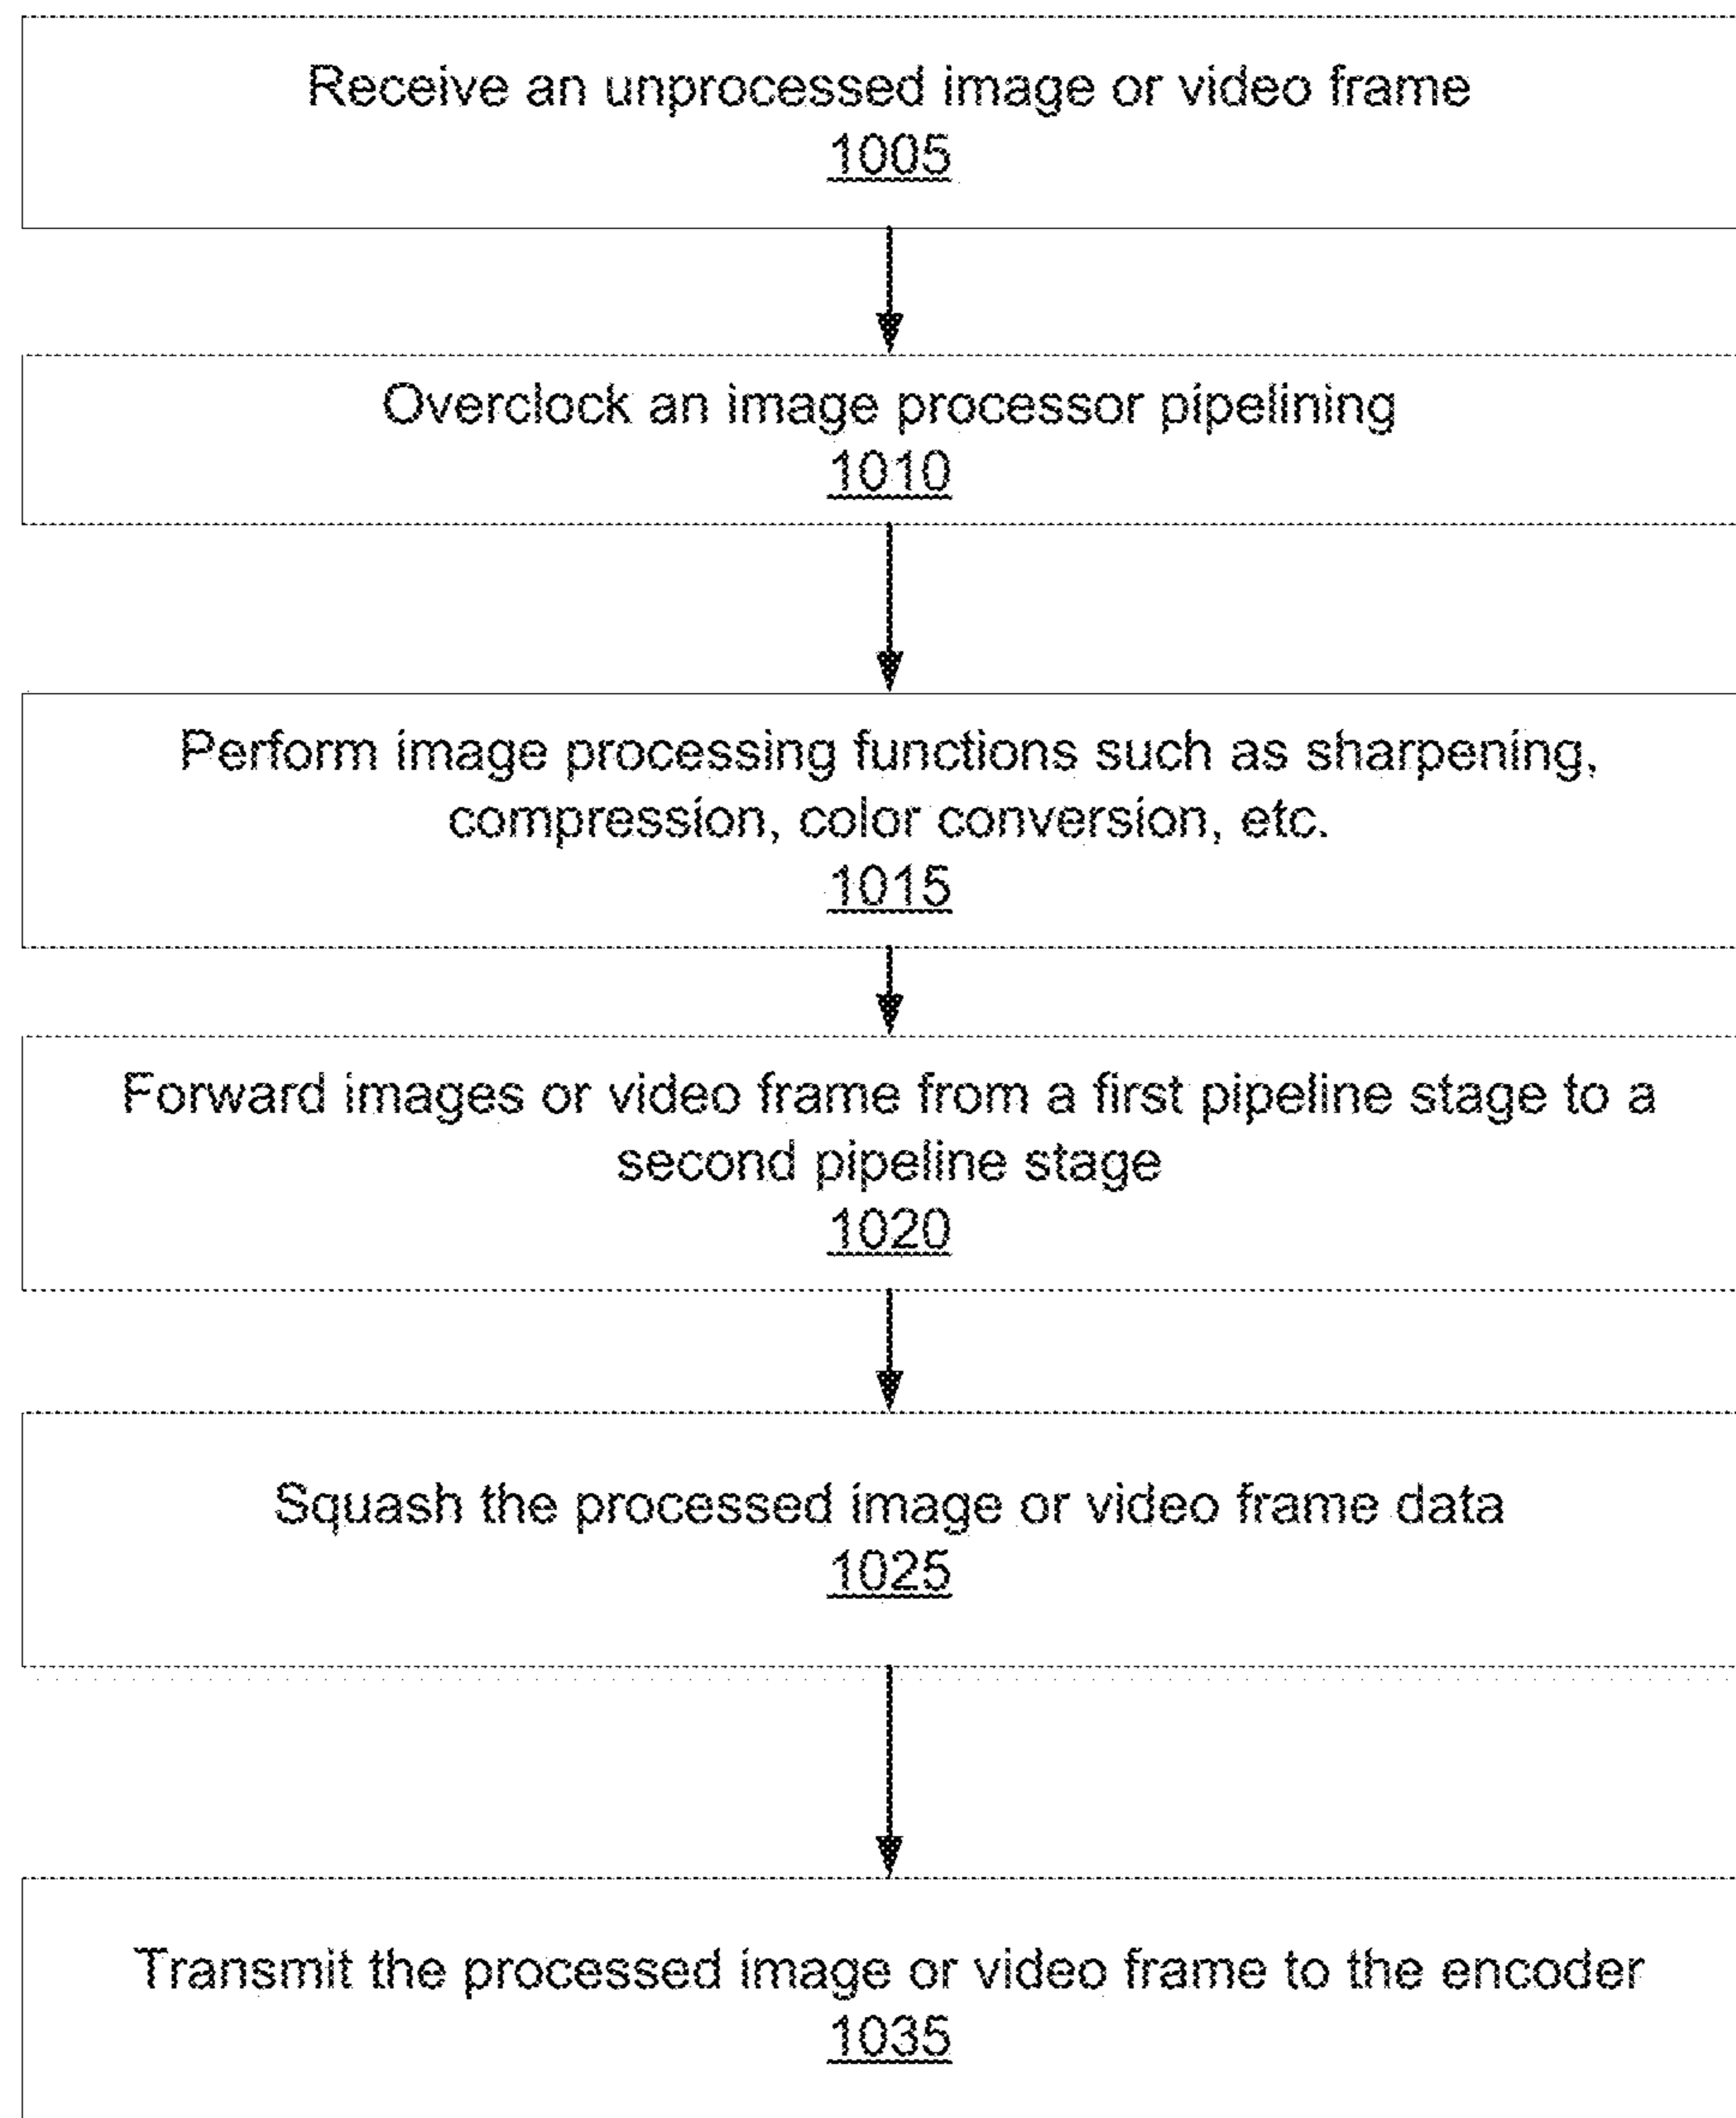 Receive an unprocessed image or video frame
1005
Overclock an image processor pipelining
1010
Perform image processing functions such as sharpening,
compression, color conversion, etc.
1015
Forward images or video frame from a first pipeline stage to a
second pipeline stage
1020
Squash the processed image or video frame data
1025
Transmit the processed image or video frame to the encoder
1035